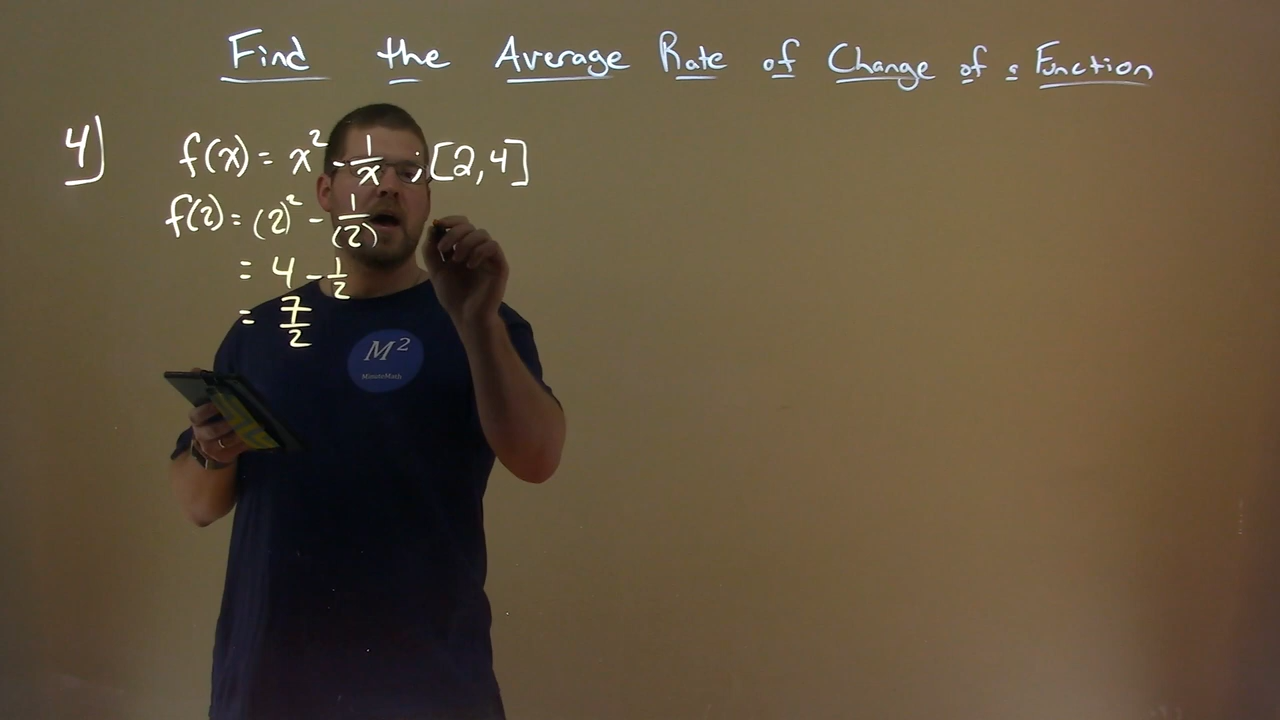 Find the Average Rate of Change of a Function
4] f(x) = x² - 1/x ; [2,4]
f(2) = (2)² - 1/(2)
= 4 - 1/2
= 7/2
M²
MinuteMath